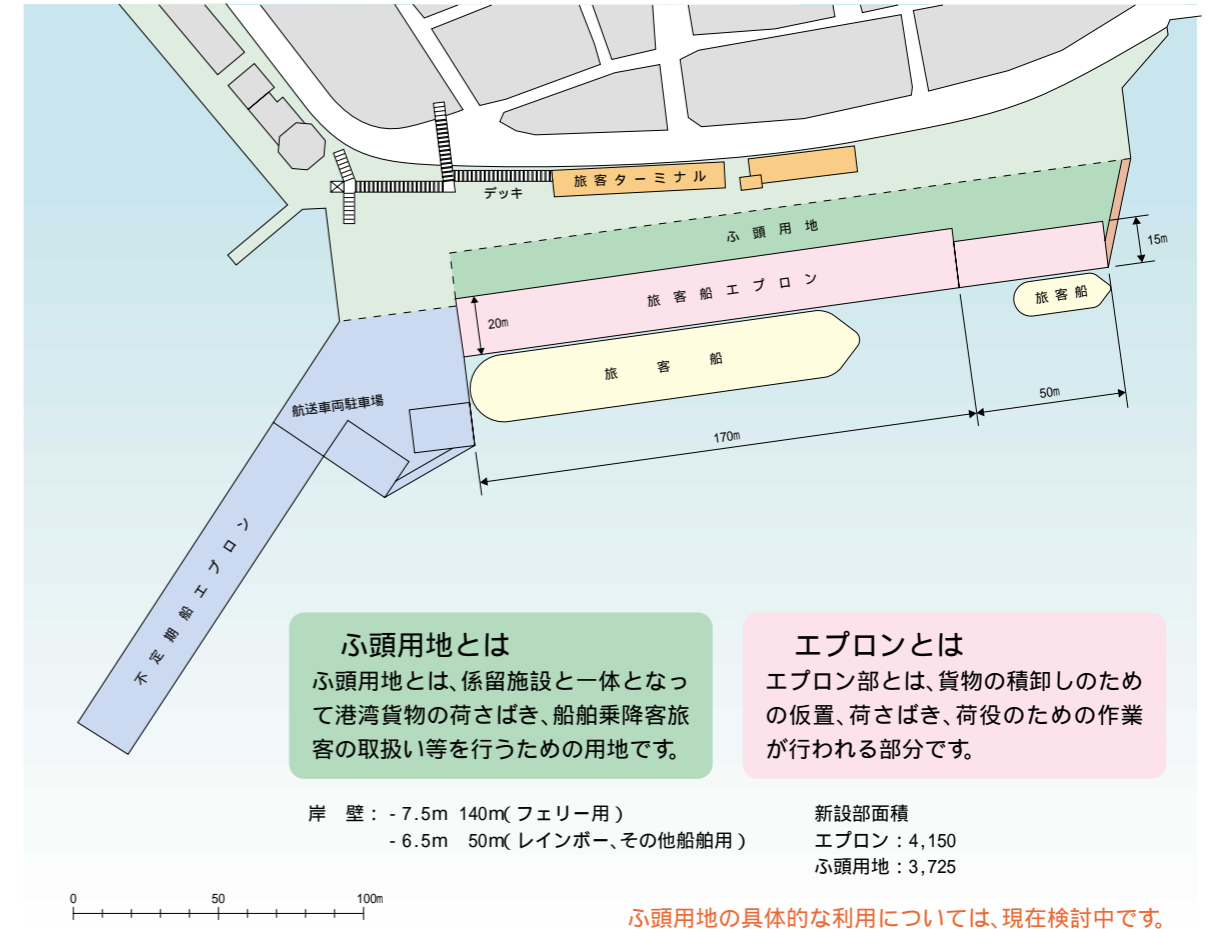 デッキ
旅客ターミナル
ふ頭用地
15m
旅客船エプロン
旅客船
20m
旅客船
50m
航送車両駐車場
170m
不定期船エプロン
ふ頭用地とは
ふ頭用地とは、係留施設と一体となっ
て港湾貨物の荷さばき、船舶乗降客旅
客の取扱い等を行うための用地です。
エプロンとは
エプロン部とは、貨物の積卸しのため
の仮置、荷さばき、荷役のための作業
が行われる部分です。
岸 壁：-7.5m 140m(フェリー用)
-6.5m 50m(レインボー、その他船舶用)
新設部面積
エプロン：4,150
ふ頭用地：3,725
0 50 100m
ふ頭用地の具体的な利用については、現在検討中です。